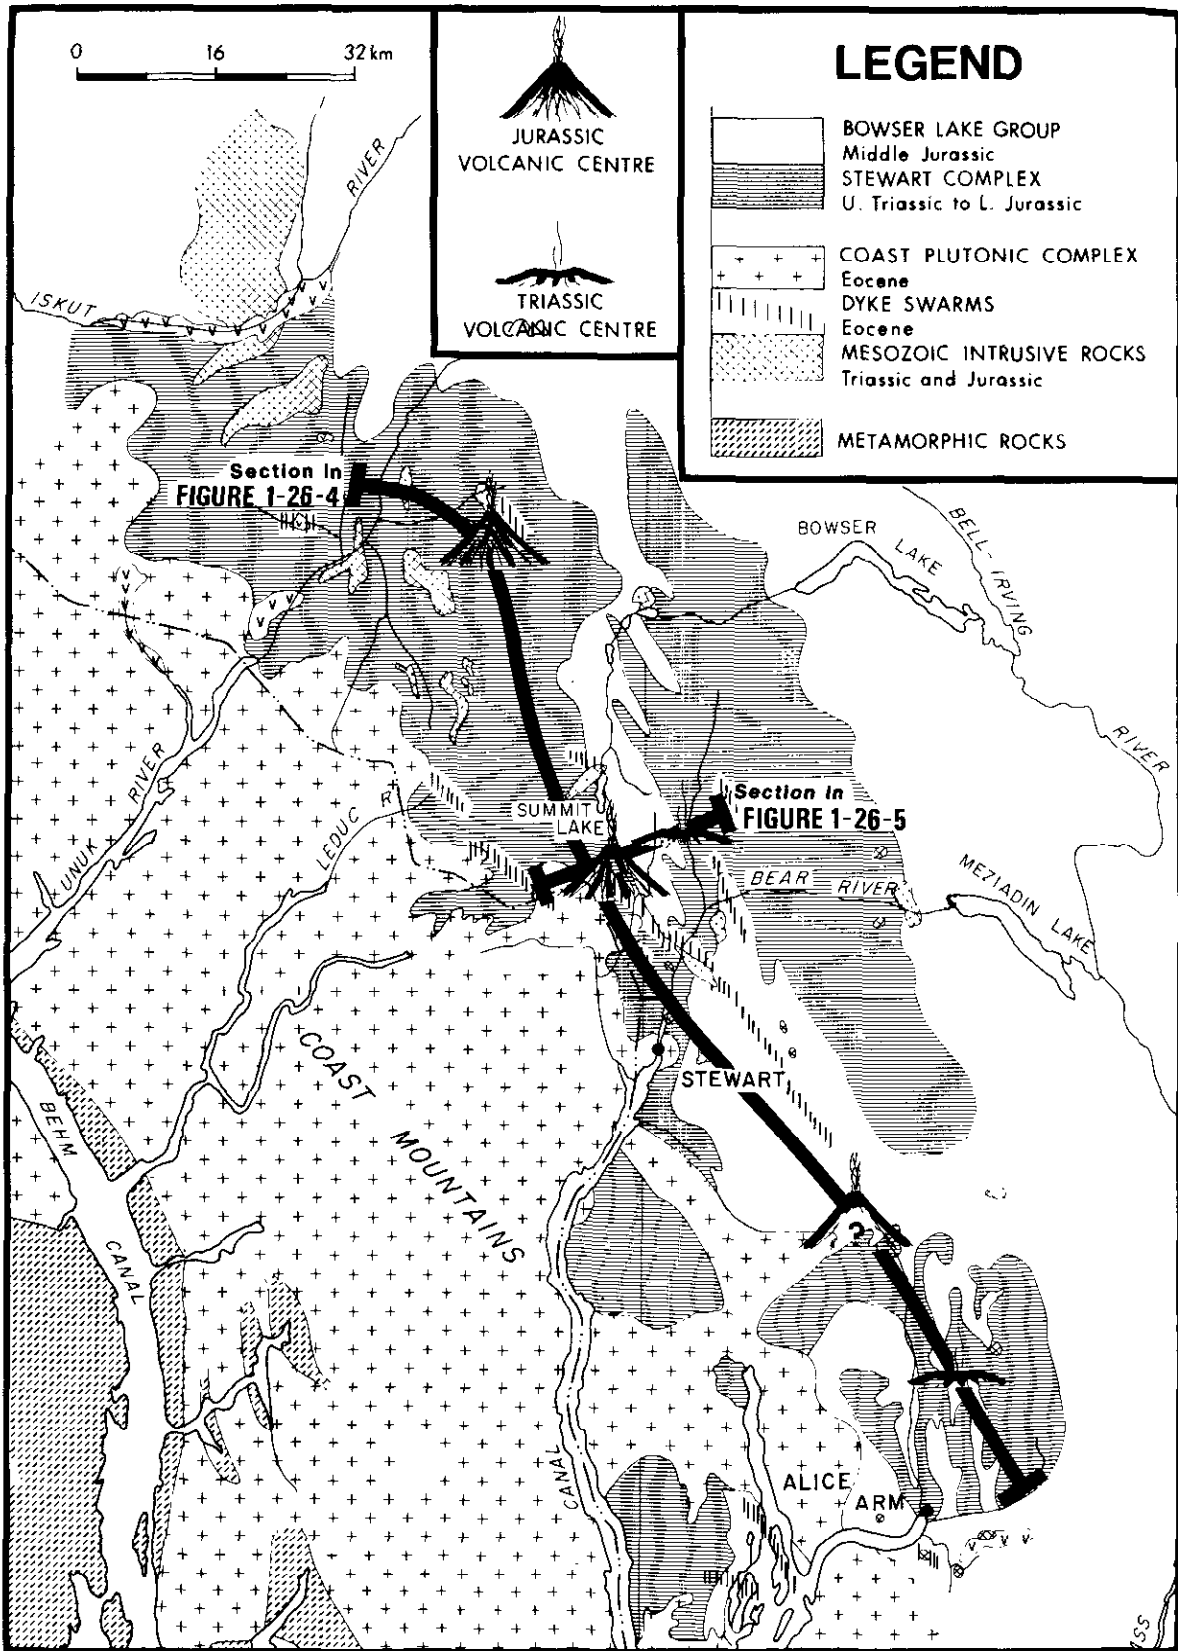 0 16 32 km
JURASSIC
VOLCANIC CENTRE
TRIASSIC
VOLCANIC CENTRE
LEGEND
BOWSER LAKE GROUP
Middle Jurassic
STEWART COMPLEX
U. Triassic to L. Jurassic
COAST PLUTONIC COMPLEX
Eocene
DYKE SWARMS
Eocene
MESOZOIC INTRUSIVE ROCKS
Triassic and Jurassic
METAMORPHIC ROCKS
RIVER
ISKUT
Section In
FIGURE 1-26-4
BOWSER
LAKE
BELL-IRVING
RIVER
UNUK
RIVER
LEDUC R
SUMMIT
LAKE
Section In
FIGURE 1-26-5
BEAR RIVER
MEZIADIN LAKE
COAST
MOUNTAINS
STEWART
BEHM
CANAL
?
CANAL
ALICE
ARM
ASS